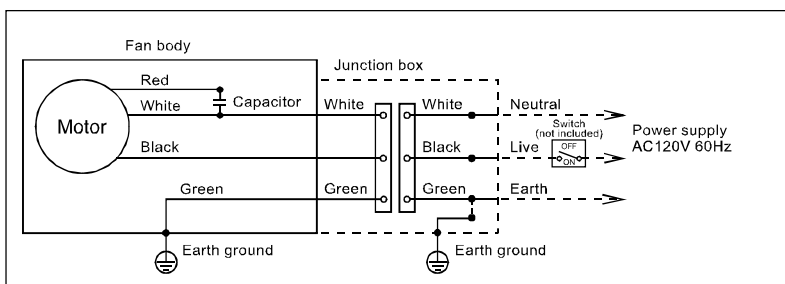 Fan body
Junction box
Red
White
Capacitor
White
White
Neutral
Motor
Switch
(not included)
OFF
ON
Power supply
AC120V 60Hz
Black
Black
Live
Green
Green
Green
Earth
Earth ground
Earth ground